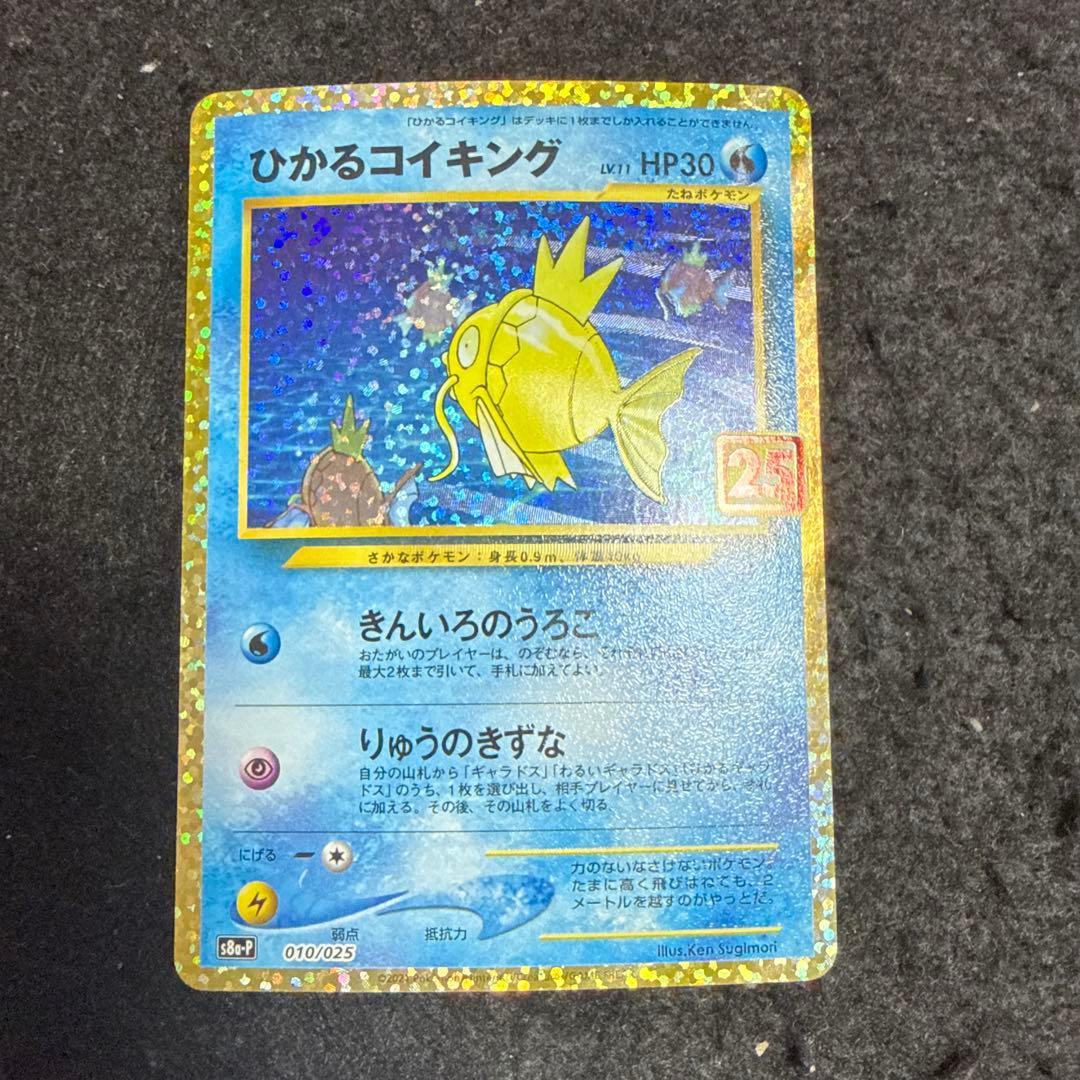 「ひかるコイキング」はデッキに1枚までしか入れることができません。
ひかるコイキング LV.11 HP30
たねポケモン
25
さかなポケモン：身長0.9m、
きんいろのうろこ
おたがいのプレイヤーは、のぞむなら、
最大2枚まで引いて、手札に加えてよい。
りゅうのきずな
自分の山札から「ギャラドス」「わるいギャラドス」
ドス」のうち、1枚を選び出し、相手プレイヤーに見せてから、手札
に加える。その後、その山札をよく切る。
にげる
弱点 抵抗力
力のないなさけないポケモン。
たまに高く飛びはねても、2
メートルを越すのがやっとだ。
s8a-P 010/025
Illus.Ken Sugimori